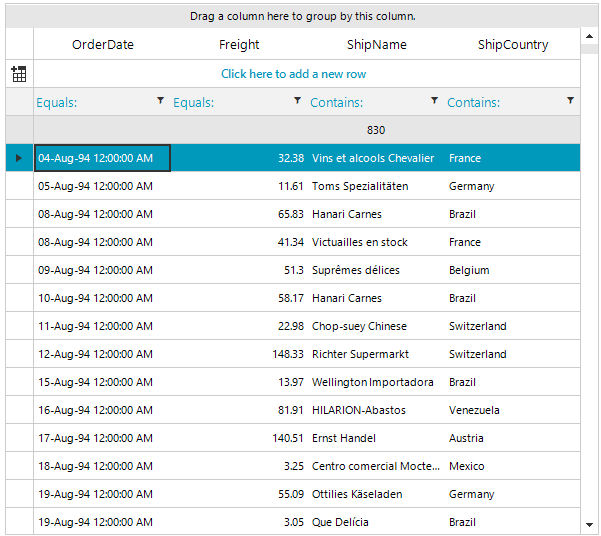 Drag a column here to group by this column.
OrderDate Freight ShipName ShipCountry
Click here to add a new row
Equals: Equals: Contains: Contains:
830
04-Aug-94 12:00:00 AM 32.38 Vins et alcools Chevalier France
05-Aug-94 12:00:00 AM 11.61 Toms Spezialitäten Germany
08-Aug-94 12:00:00 AM 65.83 Hanari Carnes Brazil
08-Aug-94 12:00:00 AM 41.34 Victuailles en stock France
09-Aug-94 12:00:00 AM 51.3 Suprêmes délices Belgium
10-Aug-94 12:00:00 AM 58.17 Hanari Carnes Brazil
11-Aug-94 12:00:00 AM 22.98 Chop-suey Chinese Switzerland
12-Aug-94 12:00:00 AM 148.33 Richter Supermarkt Switzerland
15-Aug-94 12:00:00 AM 13.97 Wellington Importadora Brazil
16-Aug-94 12:00:00 AM 81.91 HILARION-Abastos Venezuela
17-Aug-94 12:00:00 AM 140.51 Ernst Handel Austria
18-Aug-94 12:00:00 AM 3.25 Centro comercial Mocte... Mexico
19-Aug-94 12:00:00 AM 55.09 Ottilies Käseladen Germany
19-Aug-94 12:00:00 AM 3.05 Que Delícia Brazil